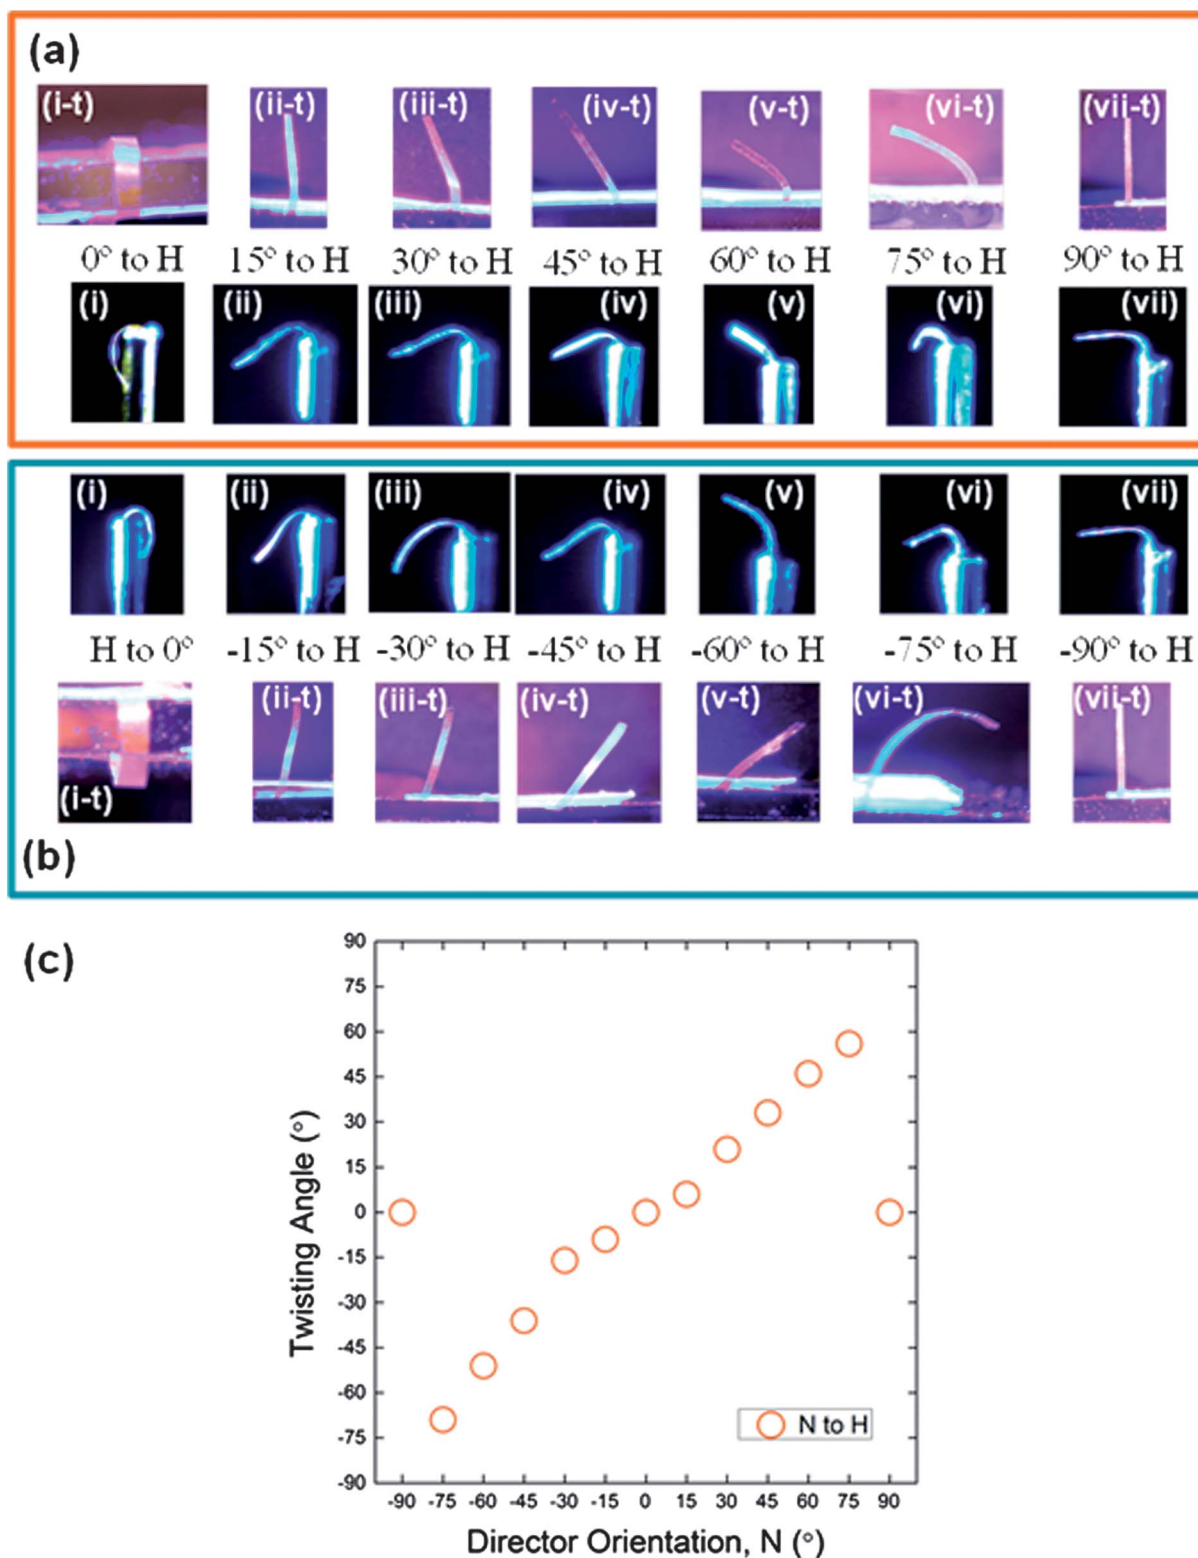 (a)
(i-t) (ii-t) (iii-t) (iv-t) (v-t) (vi-t) (vii-t)
0° to H 15° to H 30° to H 45° to H 60° to H 75° to H 90° to H
(i) (ii) (iii) (iv) (v) (vi) (vii)
(i) (ii) (iii) (iv) (v) (vi) (vii)
H to 0° -15° to H -30° to H -45° to H -60° to H -75° to H -90° to H
(i-t) (ii-t) (iii-t) (iv-t) (v-t) (vi-t) (vii-t)
(b)
(c)
90
75
60
45
30
15
0
-15
-30
-45
-60
-75
-90
Twisting Angle (°)
N to H
-90 -75 -60 -45 -30 -15 0 15 30 45 60 75 90
Director Orientation, N (°)